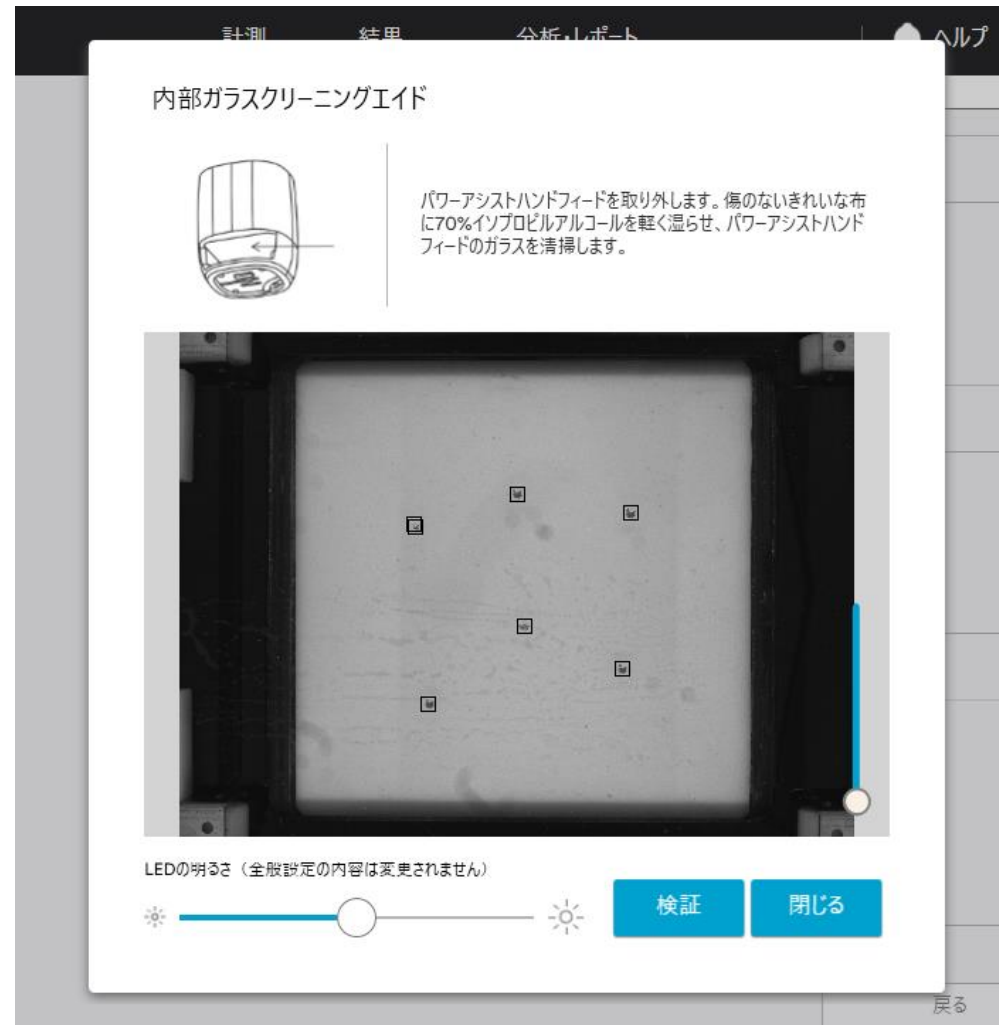 計測 結果 分析・レポート ヘルプ
内部ガラスクリーニングエイド
パワーアシストハンドフィードを取り外します。傷のないきれいな布
に70%イソプロピルアルコールを軽く湿らせ、パワーアシストハンド
フィードのガラスを清掃します。
LEDの明るさ（全般設定の内容は変更されません）
検証 閉じる
戻る